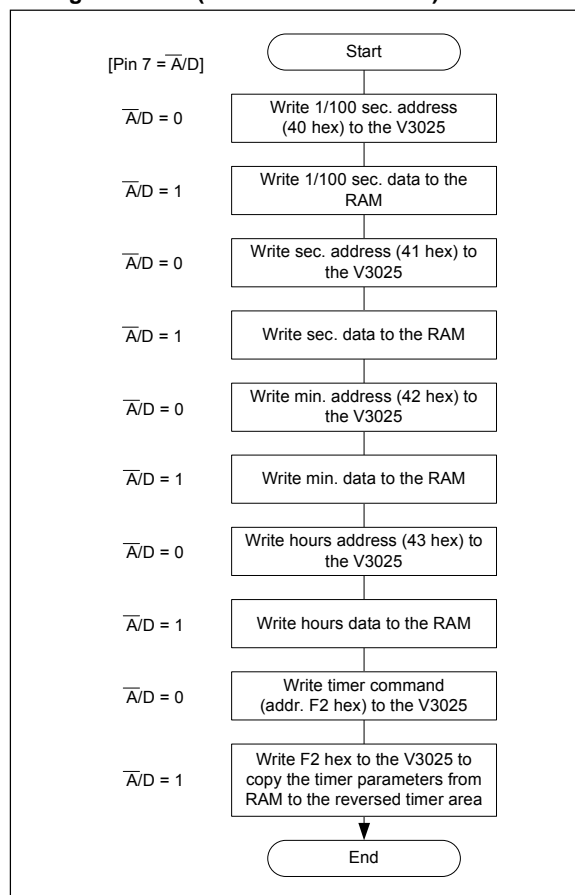 Start
[Pin 7 = A̅/D]
A̅/D = 0
Write 1/100 sec. address
(40 hex) to the V3025
A̅/D = 1
Write 1/100 sec. data to the
RAM
A̅/D = 0
Write sec. address (41 hex) to
the V3025
A̅/D = 1
Write sec. data to the RAM
A̅/D = 0
Write min. address (42 hex) to
the V3025
A̅/D = 1
Write min. data to the RAM
A̅/D = 0
Write hours address (43 hex) to
the V3025
A̅/D = 1
Write hours data to the RAM
A̅/D = 0
Write timer command
(addr. F2 hex) to the V3025
A̅/D = 1
Write F2 hex to the V3025 to
copy the timer parameters from
RAM to the reversed timer area
End